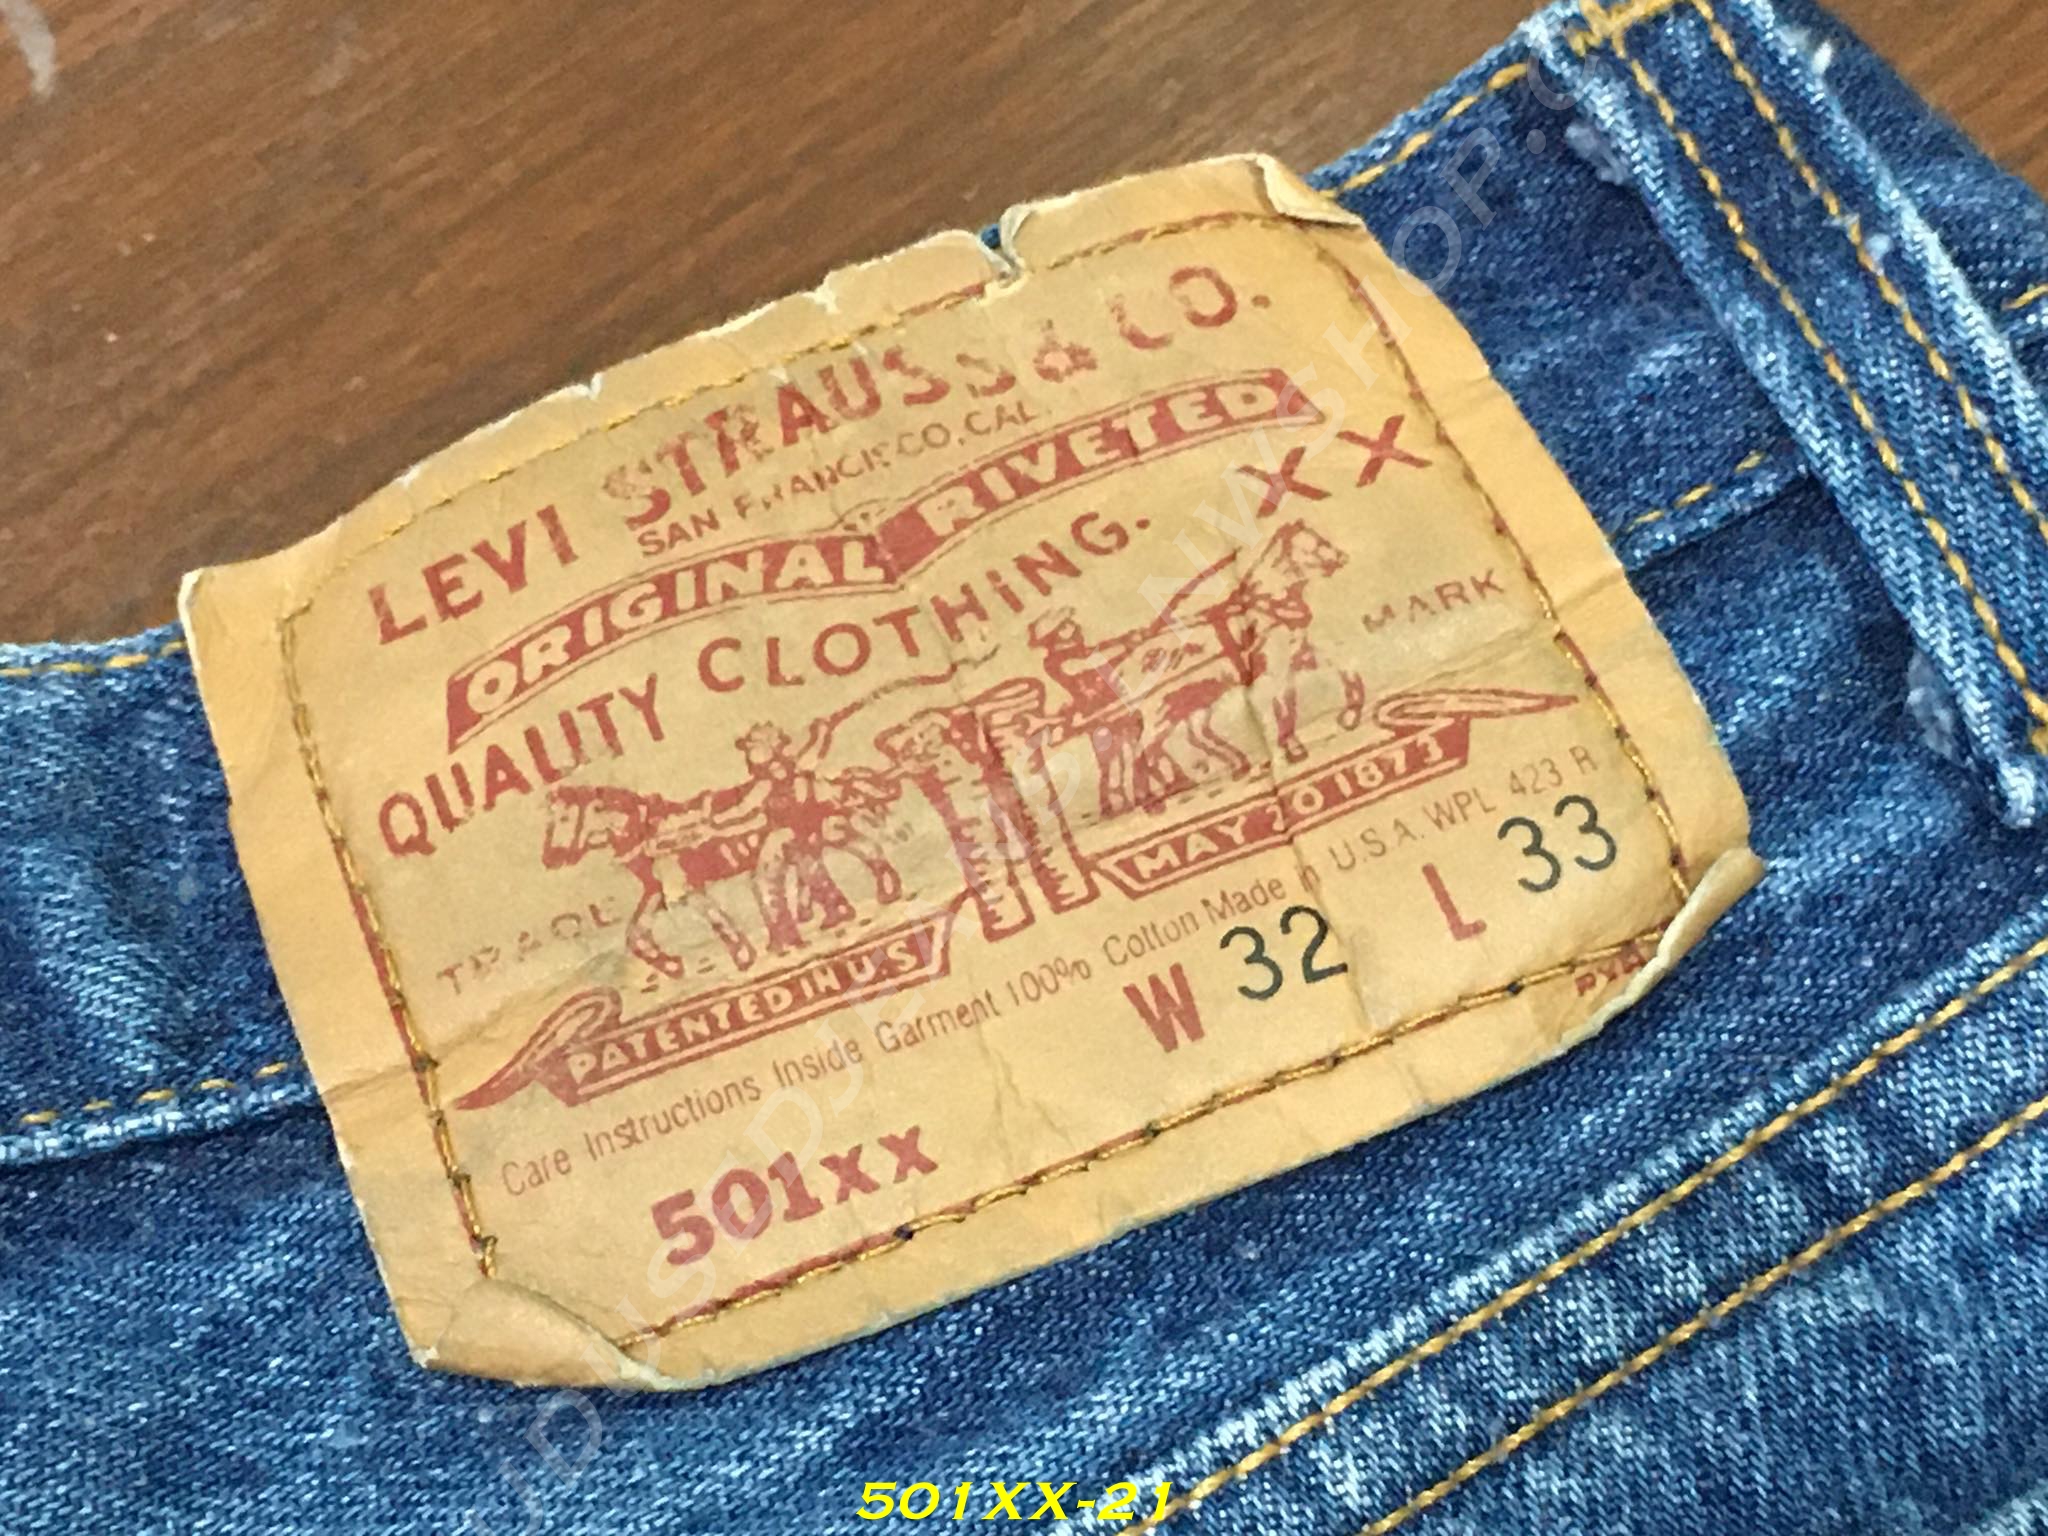 LEVI STRAUSS & CO.
SAN FRANCISCO, CAL.
ORIGINAL RIVETED
QUALITY CLOTHING. XX
TRADE MARK
PATENTED IN U.S. MAY 20 1873
Care Instructions Inside Garment 100% Cotton Made in U.S.A. WPL 423 R
501xx W 32 L 33
501XX-21